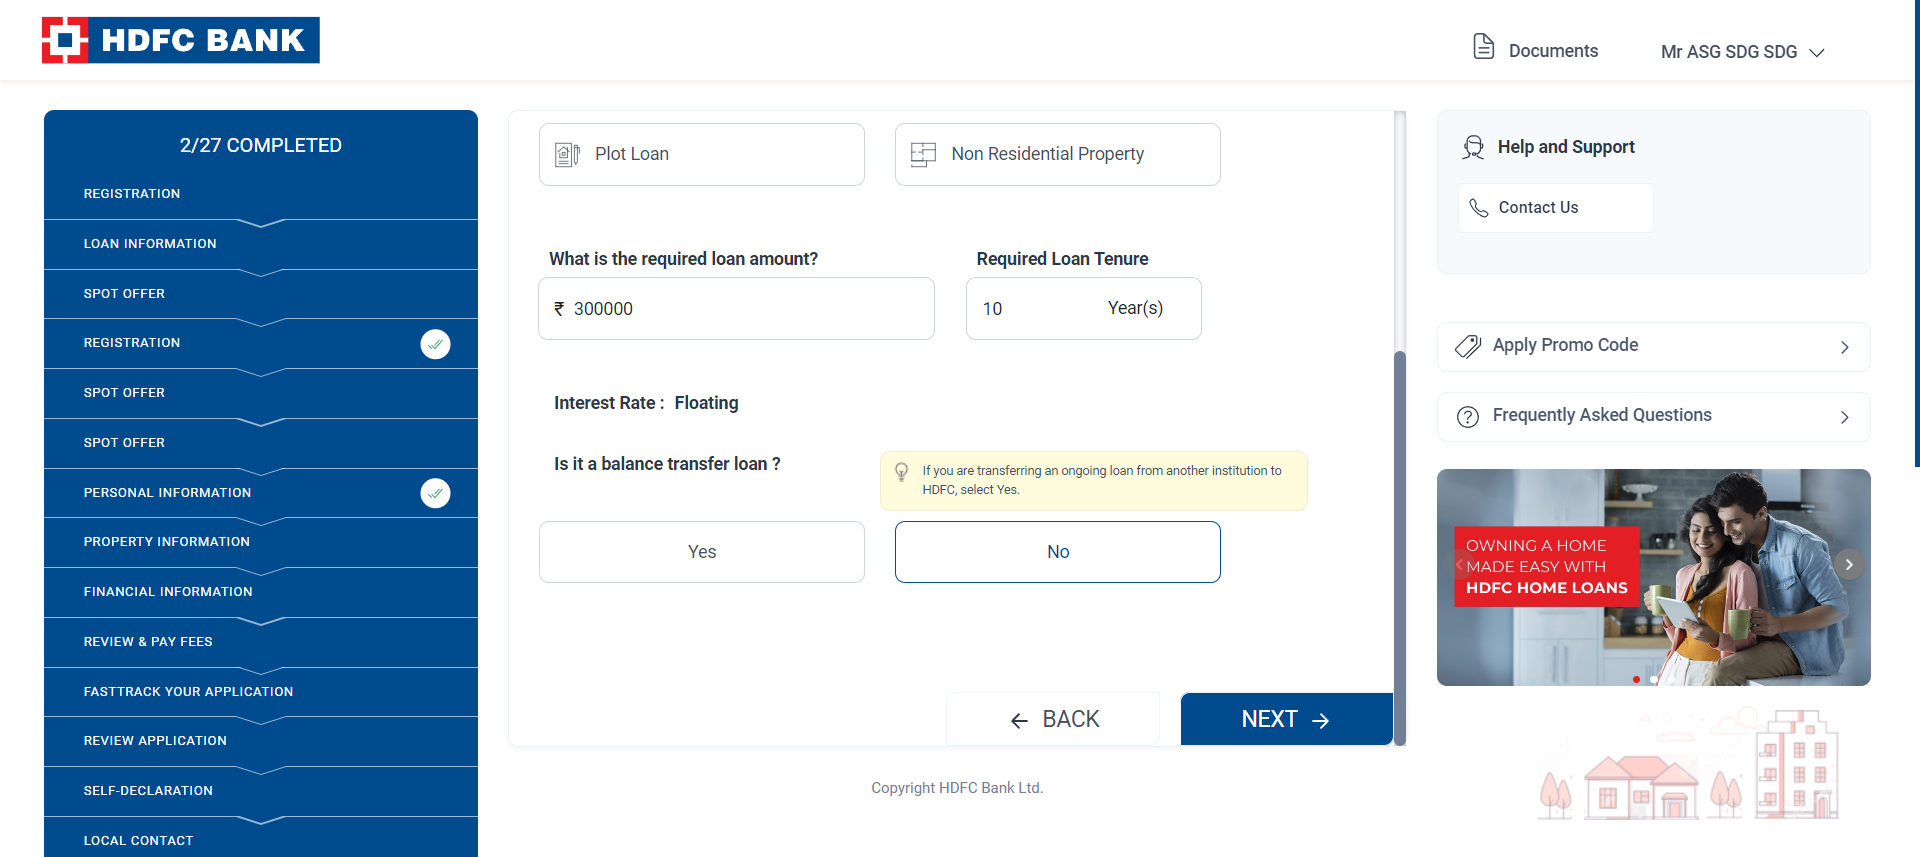 HDFC BANK
Documents
Mr ASG SDG SDG
2/27 COMPLETED
REGISTRATION
LOAN INFORMATION
SPOT OFFER
REGISTRATION
SPOT OFFER
SPOT OFFER
PERSONAL INFORMATION
PROPERTY INFORMATION
FINANCIAL INFORMATION
REVIEW & PAY FEES
FASTTRACK YOUR APPLICATION
REVIEW APPLICATION
SELF-DECLARATION
LOCAL CONTACT
Plot Loan
Non Residential Property
What is the required loan amount?
Required Loan Tenure
₹ 300000
10 Year(s)
Interest Rate : Floating
Is it a balance transfer loan ?
If you are transferring an ongoing loan from another institution to
HDFC, select Yes.
Yes
No
BACK
NEXT
Copyright HDFC Bank Ltd.
Help and Support
Contact Us
Apply Promo Code
Frequently Asked Questions
OWNING A HOME
MADE EASY WITH
HDFC HOME LOANS